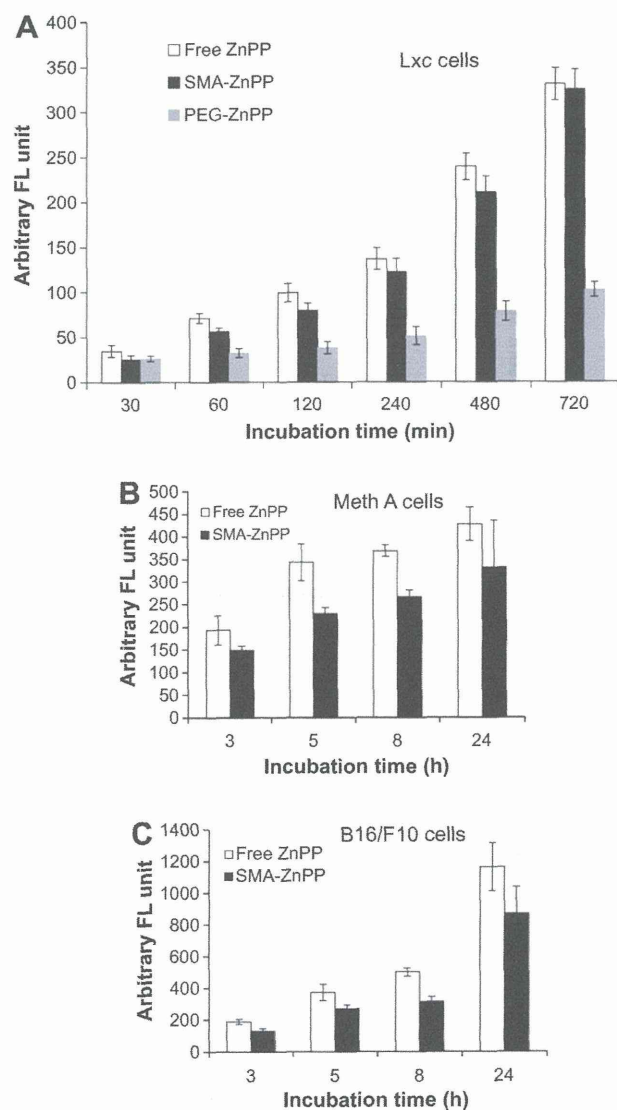 A
400
350
300
250
200
150
100
50
0
Arbitrary FL unit
Free ZnPP
SMA-ZnPP
PEG-ZnPP
Lxc cells
30 60 120 240 480 720
Incubation time (min)
B
500
450
400
350
300
250
200
150
100
50
0
Arbitrary FL unit
Free ZnPP
SMA-ZnPP
Meth A cells
3 5 8 24
Incubation time (h)
C
1400
1200
1000
800
600
400
200
0
Arbitrary FL unit
Free ZnPP
SMA-ZnPP
B16/F10 cells
3 5 8 24
Incubation time (h)